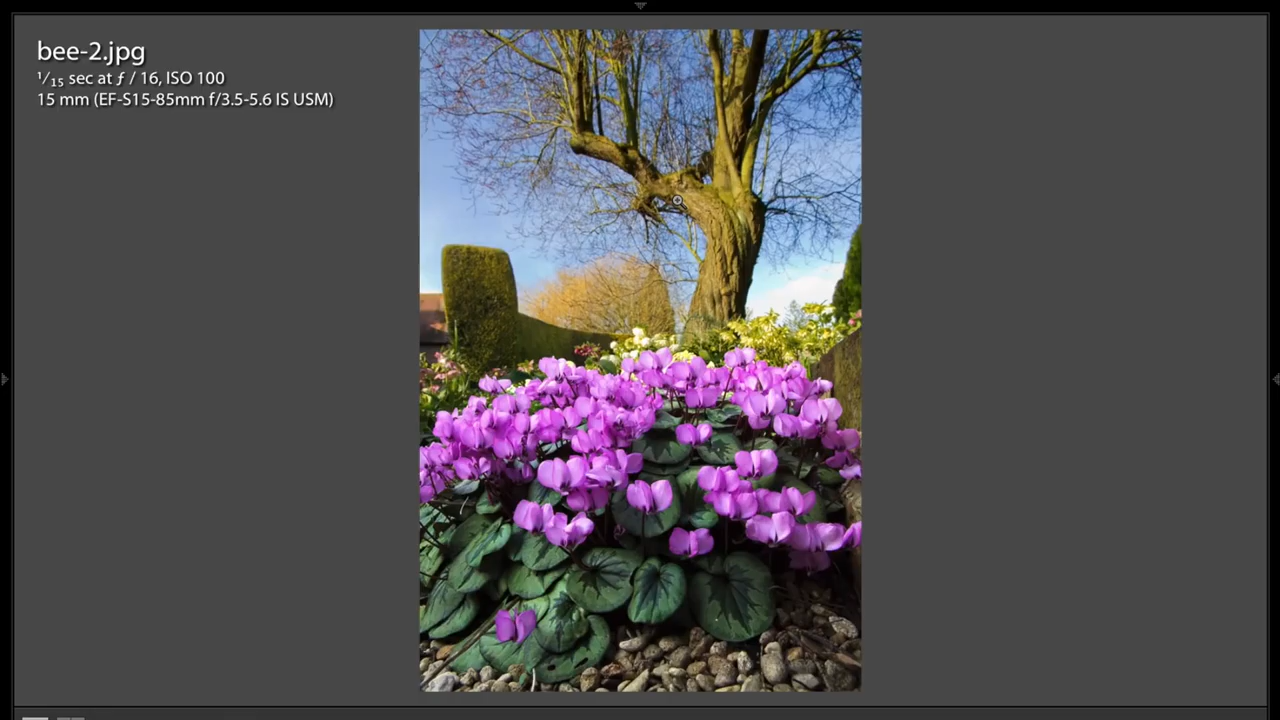 bee-2.jpg
1/15 sec at ƒ / 16, ISO 100
15 mm (EF-S15-85mm f/3.5-5.6 IS USM)